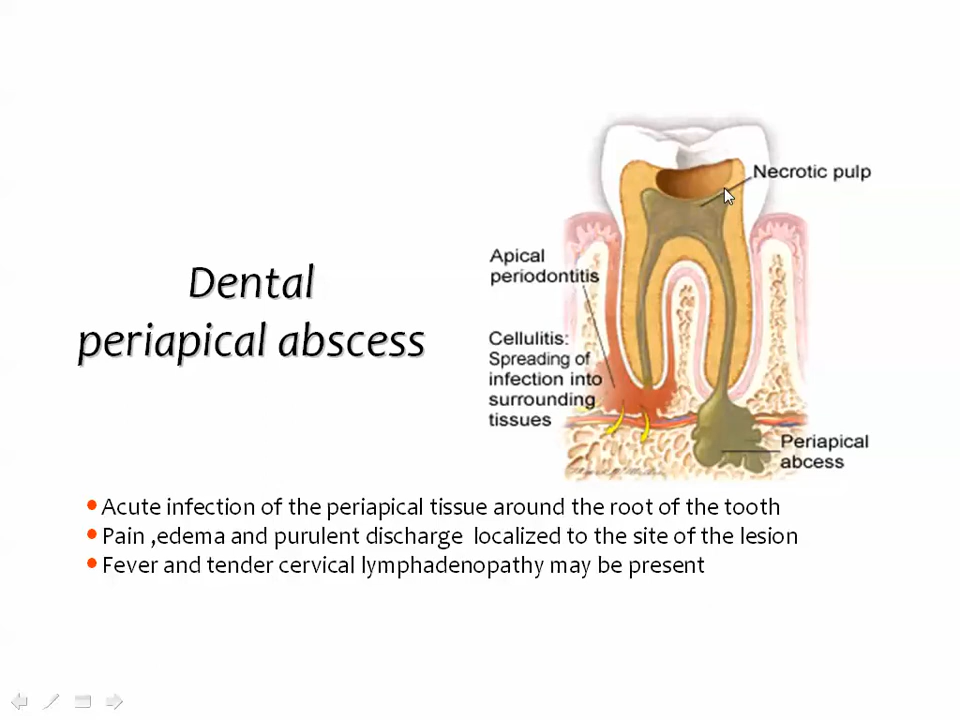 Dental
periapical abscess
Necrotic pulp
Apical
periodontitis
Cellulitis:
Spreading of
infection into
surrounding
tissues
Periapical
abcess
• Acute infection of the periapical tissue around the root of the tooth
• Pain ,edema and purulent discharge localized to the site of the lesion
• Fever and tender cervical lymphadenopathy may be present